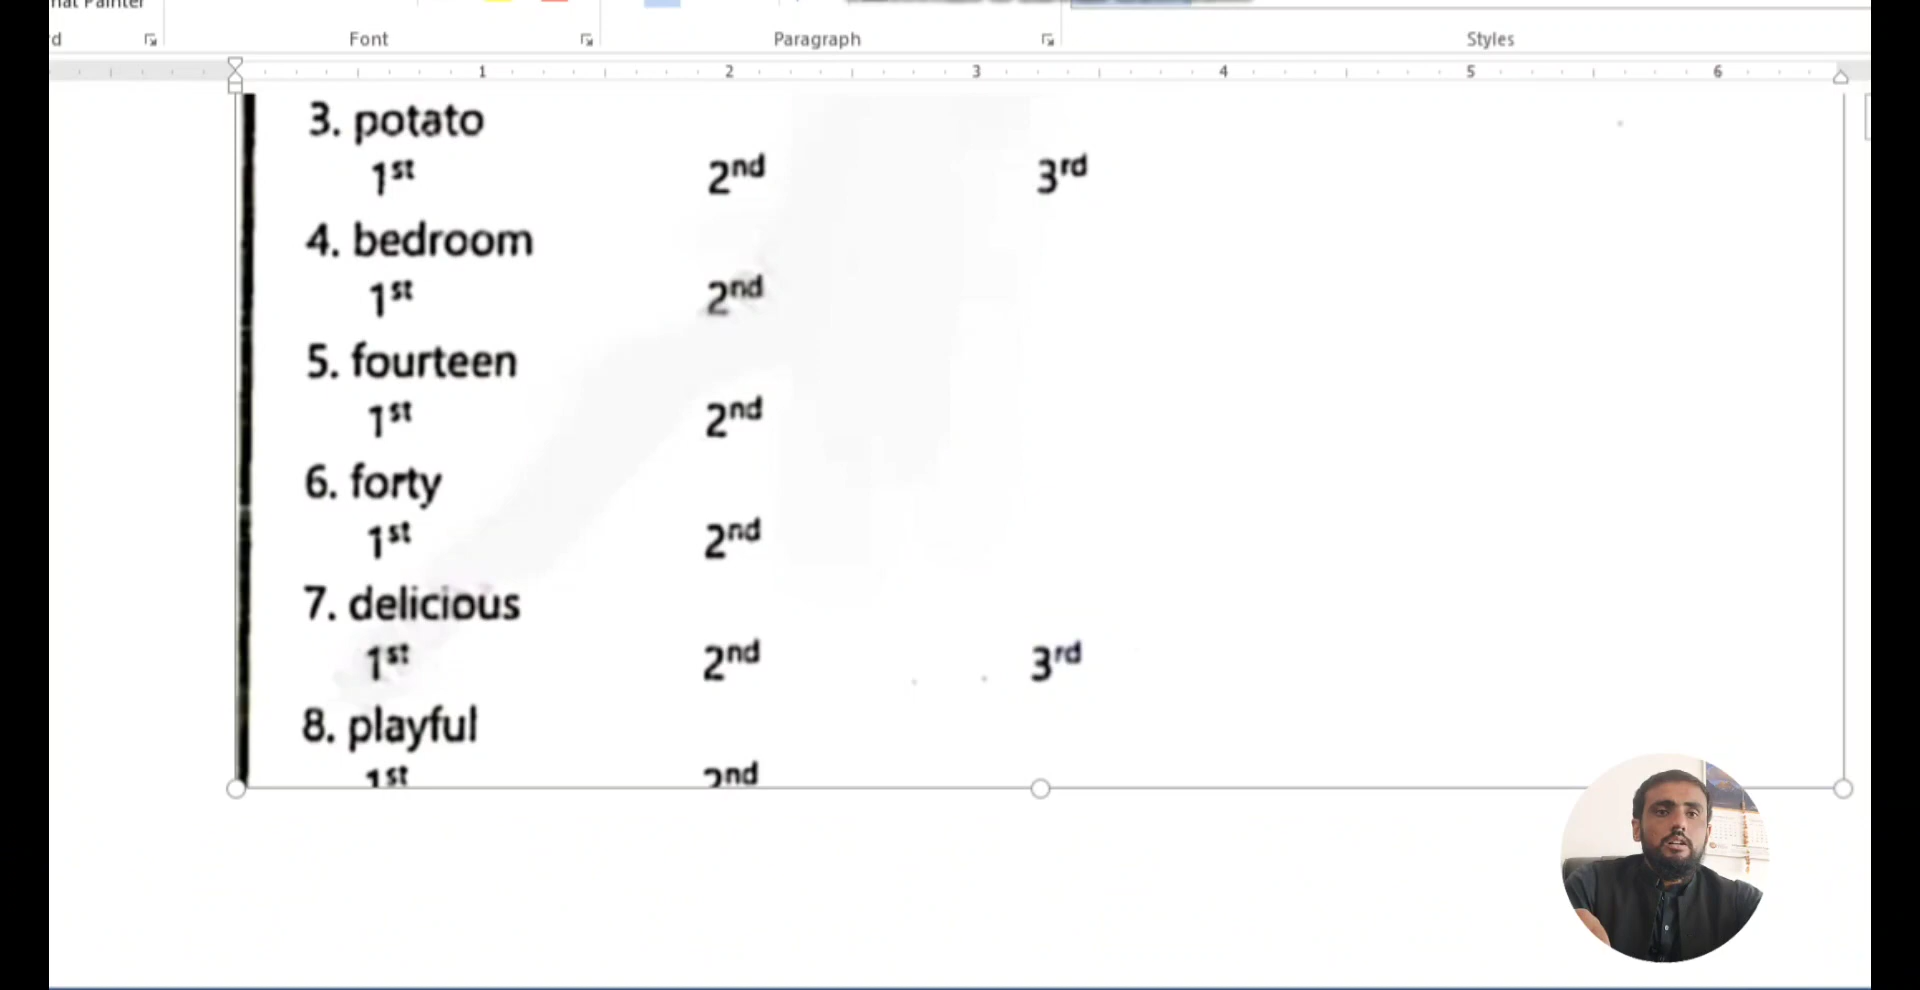 Font Paragraph Styles
1 2 3 4 5 6
3. potato
1st 2nd 3rd
4. bedroom
1st 2nd
5. fourteen
1st 2nd
6. forty
1st 2nd
7. delicious
1st 2nd 3rd
8. playful
1st 2nd